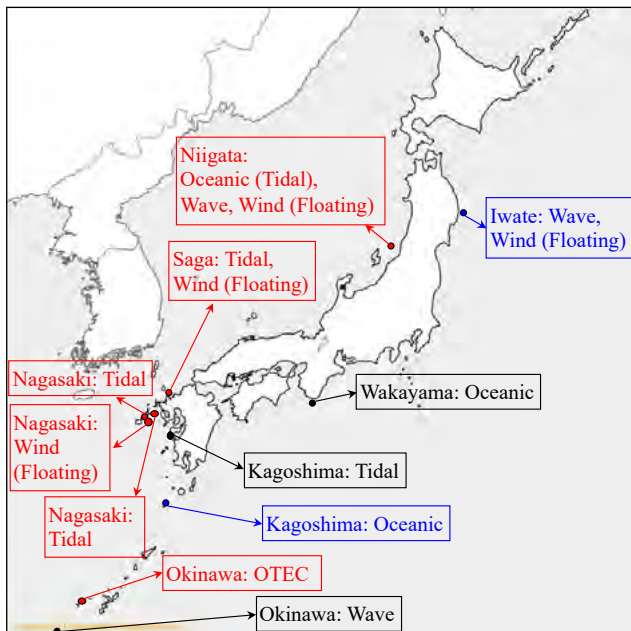 Niigata:
Oceanic (Tidal),
Wave, Wind (Floating)
Iwate: Wave,
Wind (Floating)
Saga: Tidal,
Wind (Floating)
Nagasaki: Tidal
Wakayama: Oceanic
Nagasaki:
Wind
(Floating)
Kagoshima: Tidal
Nagasaki:
Tidal
Kagoshima: Oceanic
Okinawa: OTEC
Okinawa: Wave